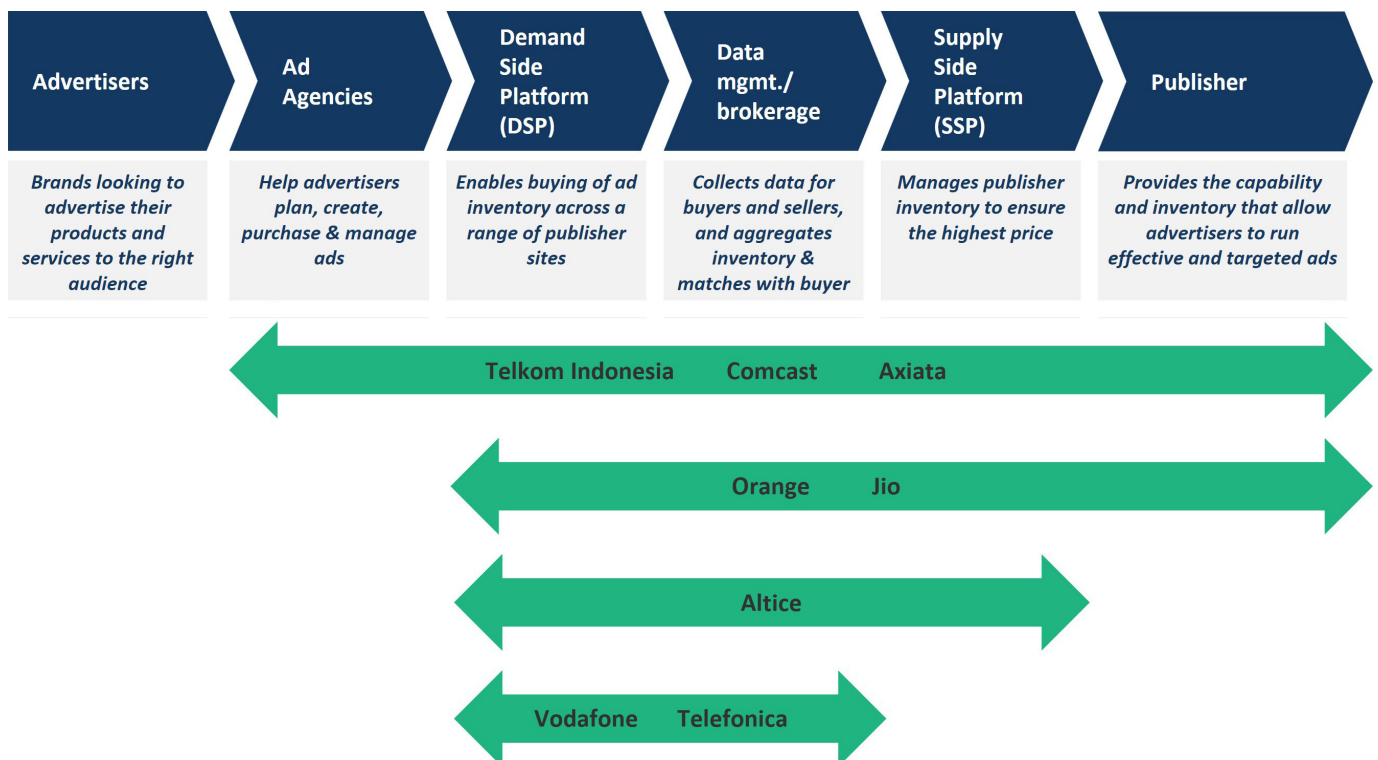 Advertisers
Ad
Agencies
Demand
Side
Platform
(DSP)
Data
mgmt./
brokerage
Supply
Side
Platform
(SSP)
Publisher
Brands looking to
advertise their
products and
services to the right
audience
Help advertisers
plan, create,
purchase & manage
ads
Enables buying of ad
inventory across a
range of publisher
sites
Collects data for
buyers and sellers,
and aggregates
inventory &
matches with buyer
Manages publisher
inventory to ensure
the highest price
Provides the capability
and inventory that allow
advertisers to run
effective and targeted ads
Telkom Indonesia Comcast Axiata
Orange Jio
Altice
Vodafone Telefonica